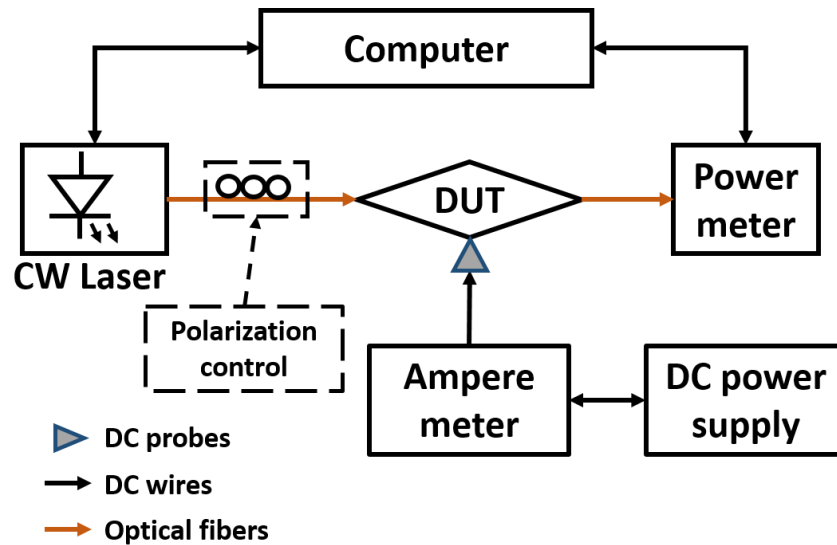 Computer
DUT
Power
meter
CW Laser
Polarization
control
Ampere
meter
DC power
supply
DC probes
DC wires
Optical fibers